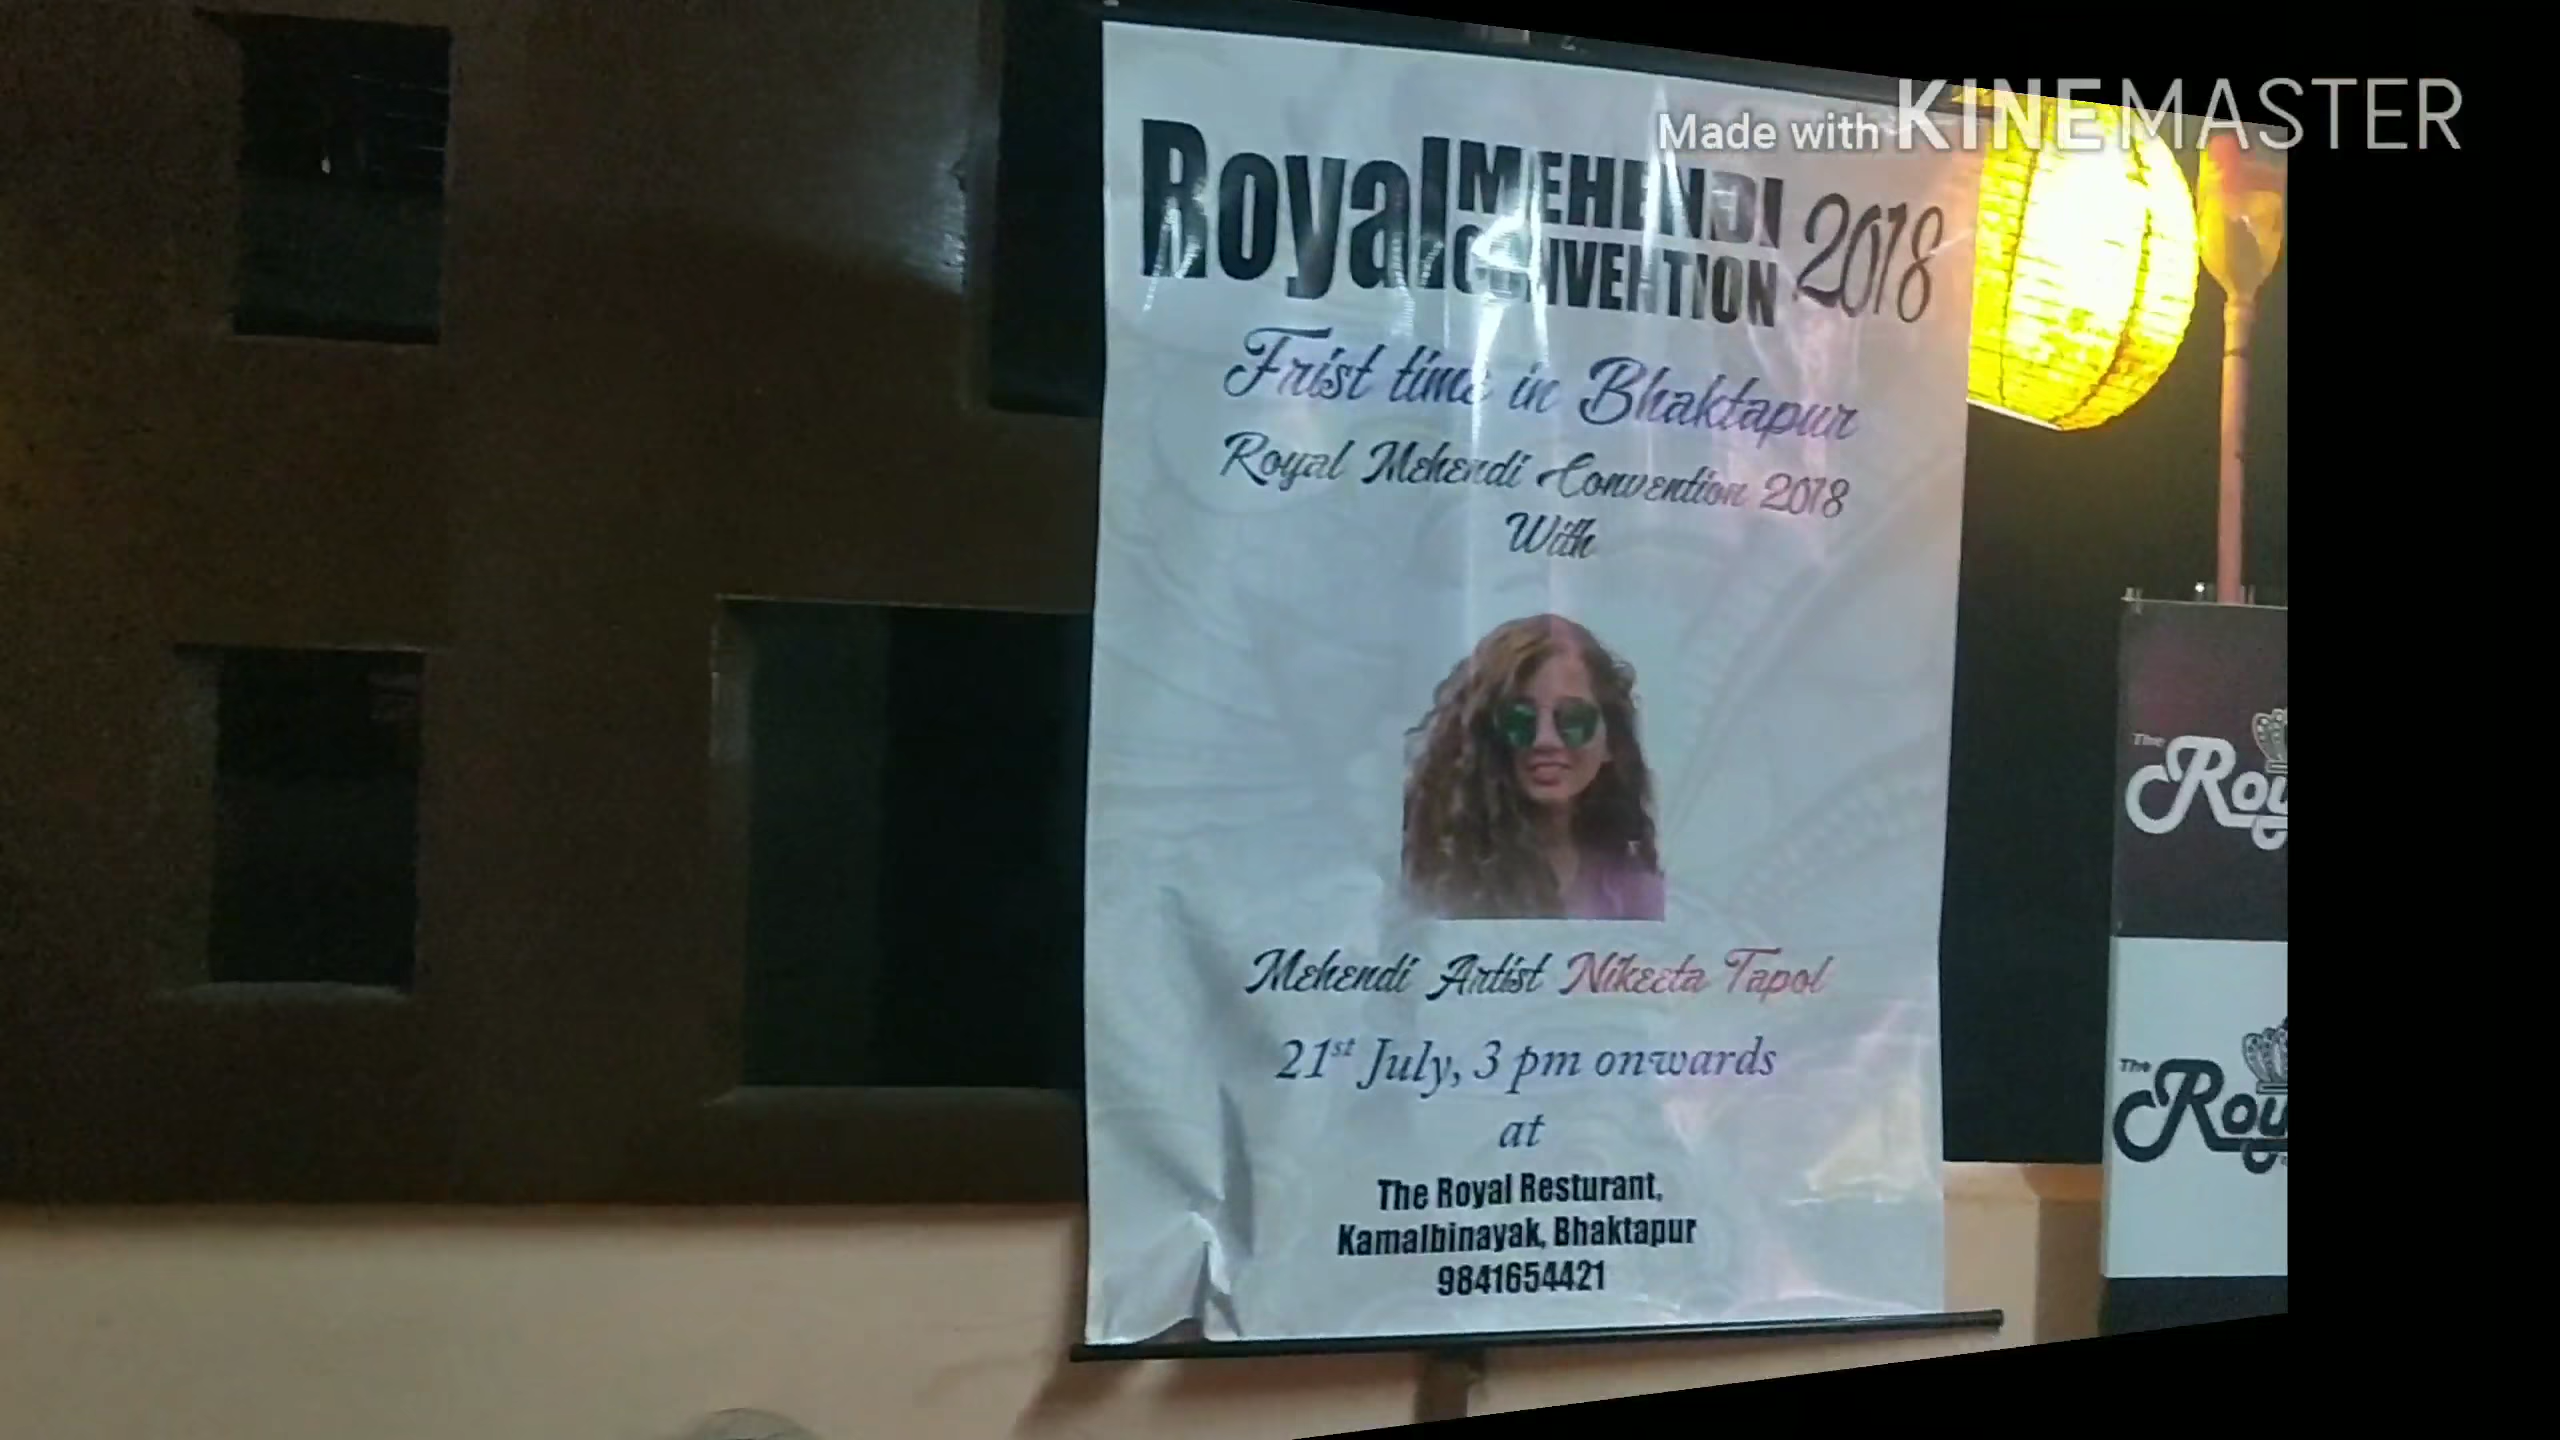 Made with KINEMASTER
Royal MEHENDI CONVENTION 2018
Frist time in Bhaktapur
Royal Mehendi Convention 2018
With
Mehendi Artist Nikeeta Tapol
21st July, 3 pm onwards
at
The Royal Resturant,
Kamalbinayak, Bhaktapur
9841654421
The
Roy
The
Roy